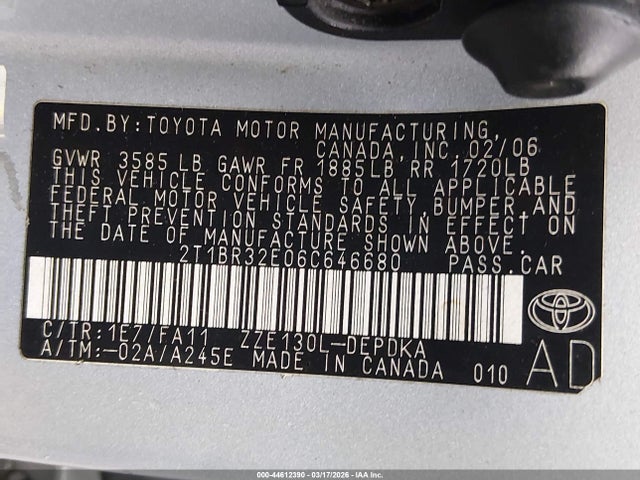 MFD.BY:TOYOTA MOTOR MANUFACTURING,
CANADA,INC.02/06
GVWR 3585LB GAWR FR 1885LB RR 1720LB
THIS VEHICLE CONFORMS TO ALL APPLICABLE
FEDERAL MOTOR VEHICLE SAFETY,BUMPER,AND
THEFT PREVENTION STANDARDS IN EFFECT ON
THE DATE OF MANUFACTURE SHOWN ABOVE.
2T1BR32E06C646680 PASS.CAR
C/TR:1E7/FA11 ZZE130L-DEPDKA
A/TM:-02A/A245E MADE IN CANADA 010
AD
000-44612390 - 03/17/2026 - IAAI, Inc.